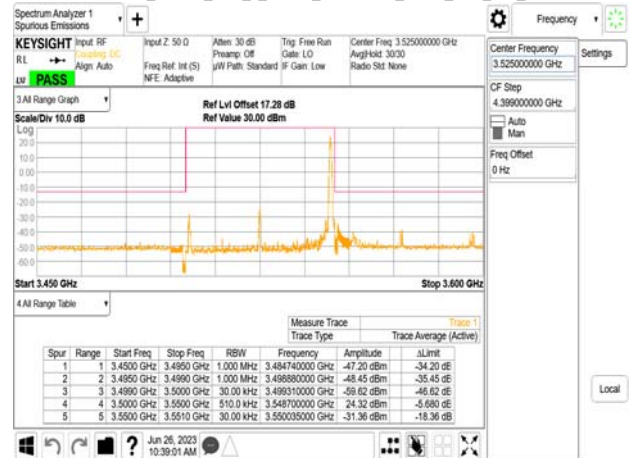 Spectrum Analyzer 1
Spurious Emissions
+
Frequency
KEYSIGHT Input: RF Input Z: 50 Ω Atten: 30 dB Trig: Free Run Center Freq: 3.525000000 GHz
RL Coupling: DC Preamp: Off Gate: LO Avg|Hold: 30/30
Align: Auto Freq Ref: Int (S) µW Path: Standard IF Gain: Low Radio Std: None
NFE: Adaptive
LU PASS
Center Frequency
3.525000000 GHz
Settings
CF Step
4.399000000 GHz
Auto
Man
Freq Offset
0 Hz
Local
3 All Range Graph
Ref Lvl Offset 17.28 dB
Scale/Div 10.0 dB Ref Value 30.00 dBm
Log
20.0
10.0
0.00
-10.0
-20.0
-30.0
-40.0
-50.0
-60.0
Start 3.450 GHz Stop 3.600 GHz
4 All Range Table
Measure Trace Trace 1
Trace Type Trace Average (Active)
Spur Range Start Freq Stop Freq RBW Frequency Amplitude ΔLimit
1 1 3.4500 GHz 3.4950 GHz 1.000 MHz 3.484740000 GHz -47.20 dBm -34.20 dB
2 2 3.4950 GHz 3.4990 GHz 1.000 MHz 3.498880000 GHz -48.45 dBm -35.45 dB
3 3 3.4990 GHz 3.5000 GHz 30.00 kHz 3.499310000 GHz -59.62 dBm -46.62 dB
4 4 3.5000 GHz 3.5500 GHz 510.0 kHz 3.548700000 GHz 24.32 dBm -5.680 dB
5 5 3.5500 GHz 3.5510 GHz 30.00 kHz 3.550035000 GHz -31.36 dBm -18.36 dB
?
Jun 26, 2023
10:39:01 AM